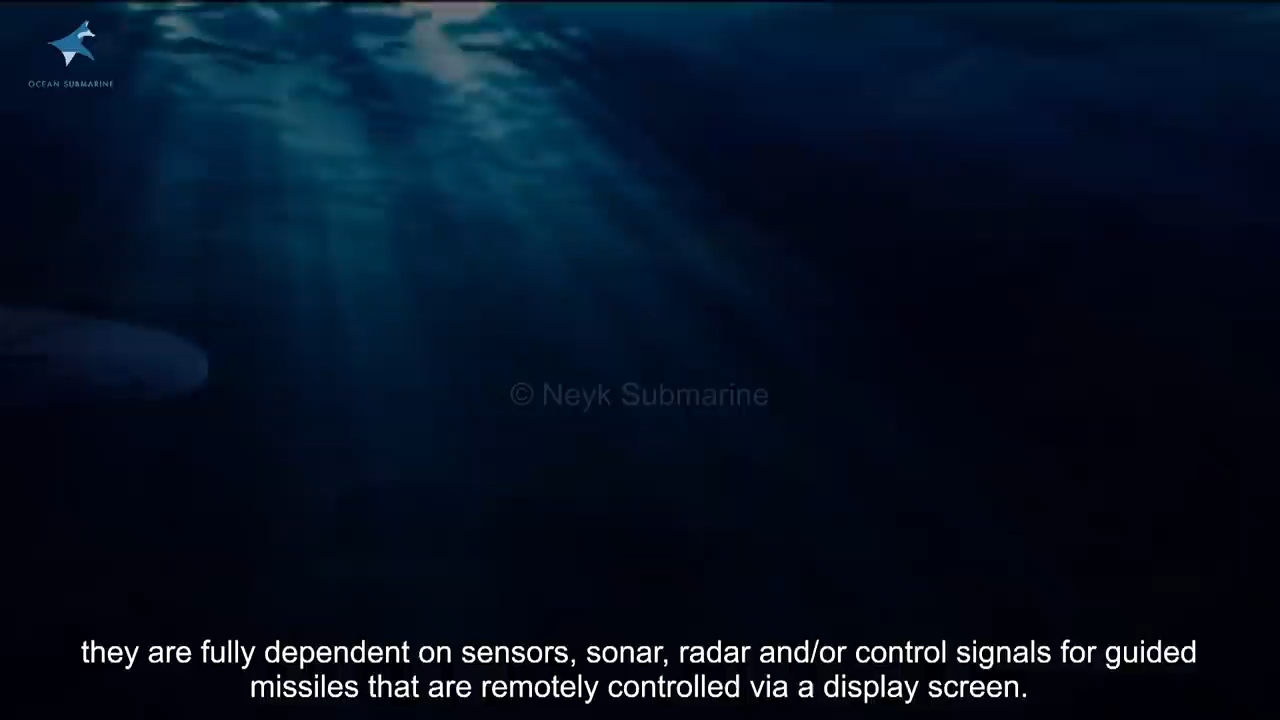 OCEAN SUBMARINE
© Neyk Submarine
they are fully dependent on sensors, sonar, radar and/or control signals for guided
missiles that are remotely controlled via a display screen.